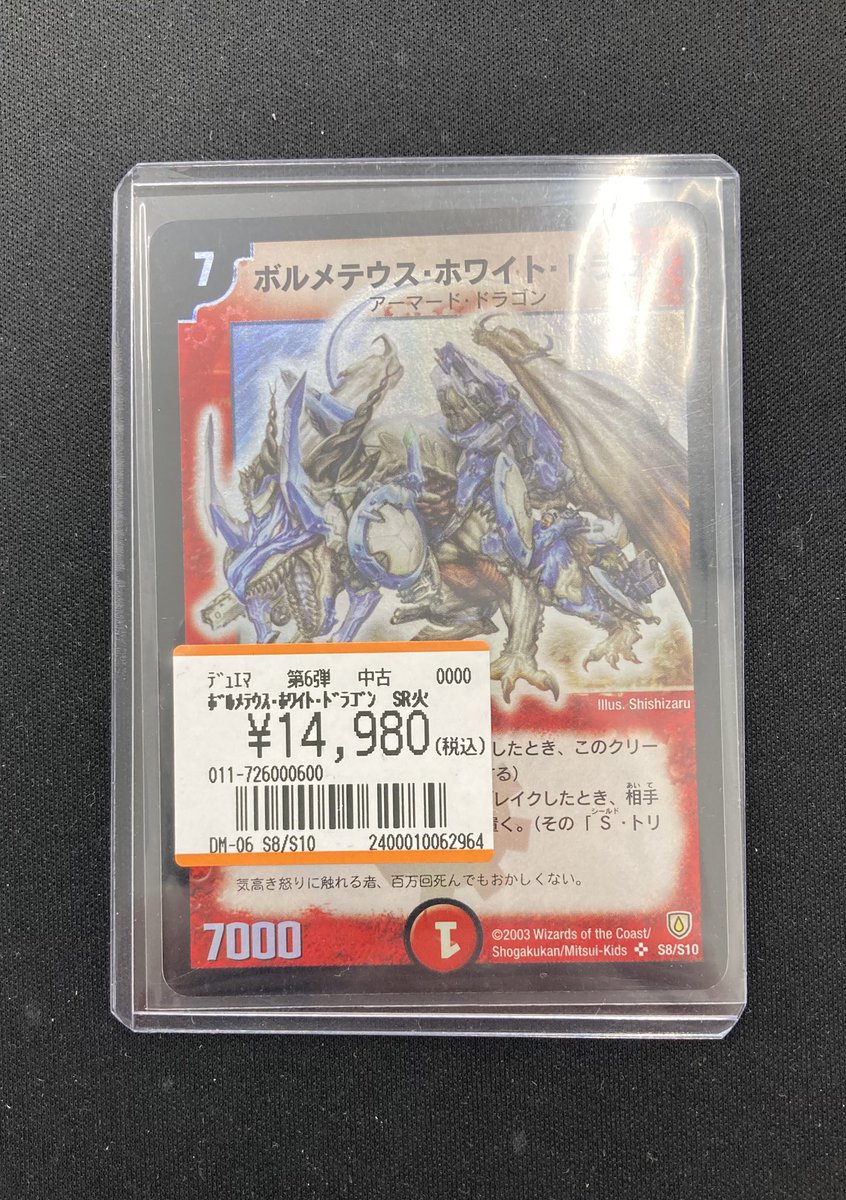 7
ボルメテウス・ホワイト・ドラゴ
アーマード・ドラゴン
Illus. Shishizaru
デュエマ 第6弾 中古 0000
ボルメテウス・ホワイト・ドラゴン SR火
¥14,980(税込)
011-726000600
DM-06 S8/S10 2400010062964
したとき、このクリー
する)
ブレイクしたとき、相手
置く。(その「S・トリ
気高き怒りに触れる者、百万回死んでもおかしくない。
7000
1
©2003 Wizards of the Coast/
Shogakukan/Mitsui-Kids S8/S10